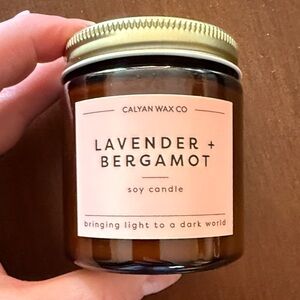 CALYAN WAX CO
LAVENDER +
BERGAMOT
soy candle
bringing light to a dark world